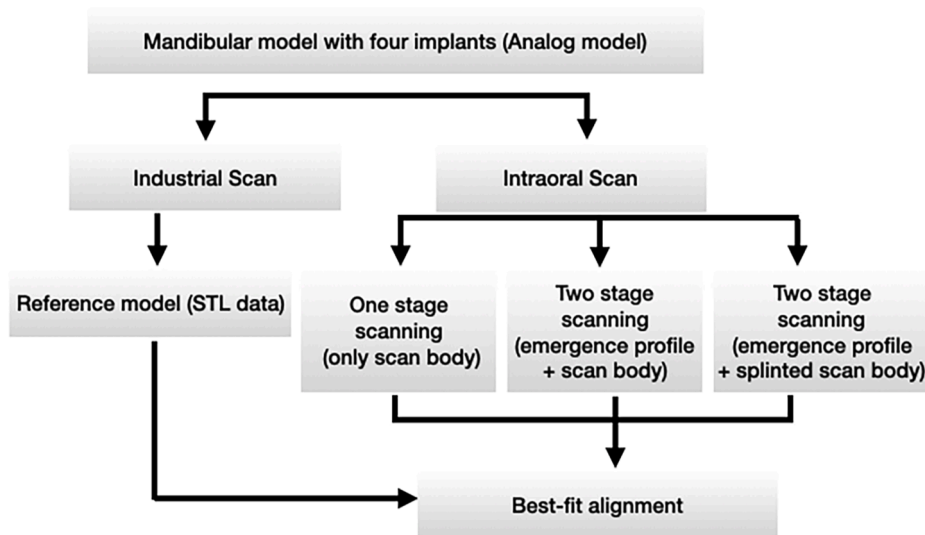 Mandibular model with four implants (Analog model)
Industrial Scan
Intraoral Scan
Reference model (STL data)
One stage
scanning
(only scan body)
Two stage
scanning
(emergence profile
+ scan body)
Two stage
scanning
(emergence profile
+ splinted scan body)
Best-fit alignment